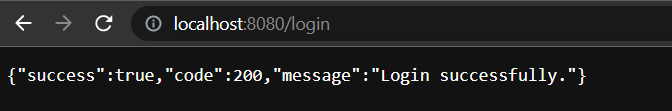 localhost:8080/login
{"success":true,"code":200,"message":"Login successfully."}